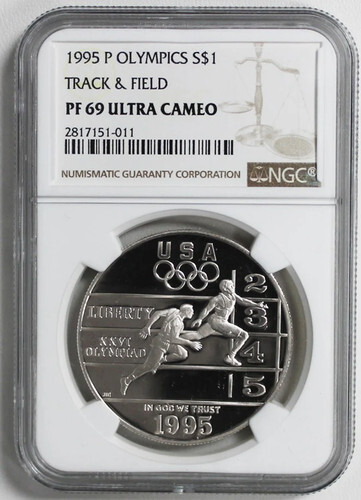 1995 P OLYMPICS S$1
TRACK & FIELD
PF 69 ULTRA CAMEO
2817151-011
NUMISMATIC GUARANTY CORPORATION
NGC®
USA
2
LIBERTY
3
XXVI
OLYMPIAD
4
5
JM
IN GOD WE TRUST
1995
P